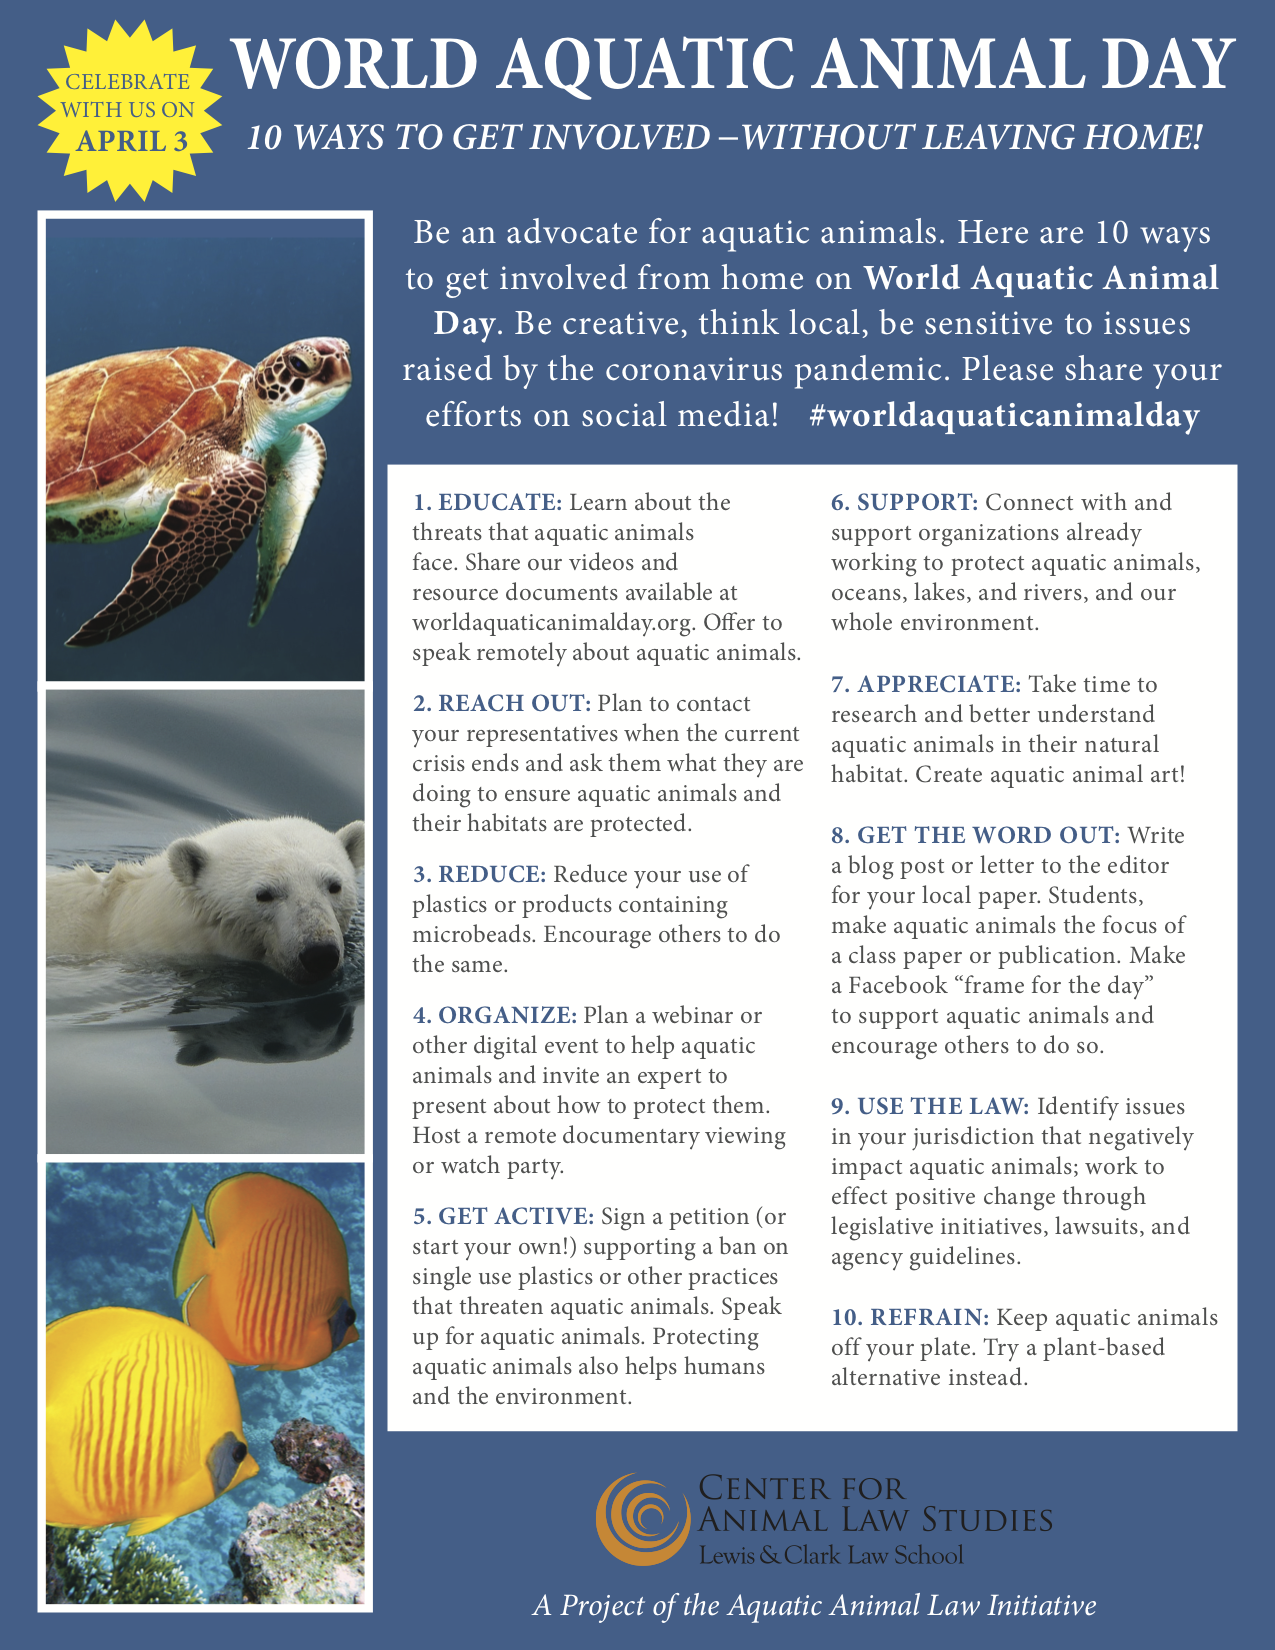 CELEBRATE
WITH US ON
APRIL 3
WORLD AQUATIC ANIMAL DAY
10 WAYS TO GET INVOLVED –WITHOUT LEAVING HOME!
Be an advocate for aquatic animals. Here are 10 ways
to get involved from home on World Aquatic Animal
Day. Be creative, think local, be sensitive to issues
raised by the coronavirus pandemic. Please share your
efforts on social media! #worldaquaticanimalday
1. EDUCATE: Learn about the
threats that aquatic animals
face. Share our videos and
resource documents available at
worldaquaticanimalday.org. Offer to
speak remotely about aquatic animals.
2. REACH OUT: Plan to contact
your representatives when the current
crisis ends and ask them what they are
doing to ensure aquatic animals and
their habitats are protected.
3. REDUCE: Reduce your use of
plastics or products containing
microbeads. Encourage others to do
the same.
4. ORGANIZE: Plan a webinar or
other digital event to help aquatic
animals and invite an expert to
present about how to protect them.
Host a remote documentary viewing
or watch party.
5. GET ACTIVE: Sign a petition (or
start your own!) supporting a ban on
single use plastics or other practices
that threaten aquatic animals. Speak
up for aquatic animals. Protecting
aquatic animals also helps humans
and the environment.
6. SUPPORT: Connect with and
support organizations already
working to protect aquatic animals,
oceans, lakes, and rivers, and our
whole environment.
7. APPRECIATE: Take time to
research and better understand
aquatic animals in their natural
habitat. Create aquatic animal art!
8. GET THE WORD OUT: Write
a blog post or letter to the editor
for your local paper. Students,
make aquatic animals the focus of
a class paper or publication. Make
a Facebook “frame for the day”
to support aquatic animals and
encourage others to do so.
9. USE THE LAW: Identify issues
in your jurisdiction that negatively
impact aquatic animals; work to
effect positive change through
legislative initiatives, lawsuits, and
agency guidelines.
10. REFRAIN: Keep aquatic animals
off your plate. Try a plant-based
alternative instead.
CENTER FOR
ANIMAL LAW STUDIES
Lewis & Clark Law School
A Project of the Aquatic Animal Law Initiative